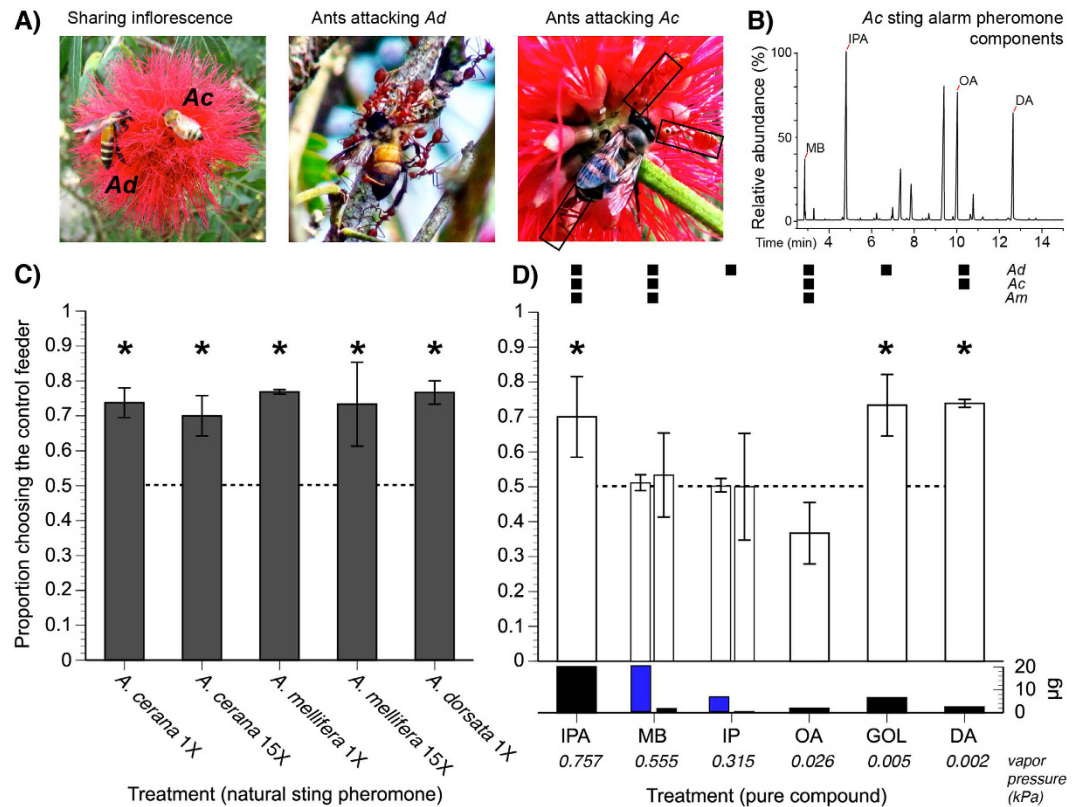 A)
Sharing inflorescence
Ants attacking Ad
Ants attacking Ac
Ac
Ad
B)
Ac sting alarm pheromone
components
Relative abundance (%)
100
50
0
MB
IPA
OA
DA
Time (min)
4 6 8 10 12 14
C)
Proportion choosing the control feeder
1
0.9
0.8
0.7
0.6
0.5
0.4
0.3
0.2
0.1
0
* * * * *
A. cerana 1X
A. cerana 15X
A. mellifera 1X
A. mellifera 15X
A. dorsata 1X
Treatment (natural sting pheromone)
D)
Ad
Ac
Am
1
0.9
0.8
0.7
0.6
0.5
0.4
0.3
0.2
0.1
0
* * *
20
10
0
µg
IPA MB IP OA GOL DA
0.757 0.555 0.315 0.026 0.005 0.002
vapor
pressure
(kPa)
Treatment (pure compound)